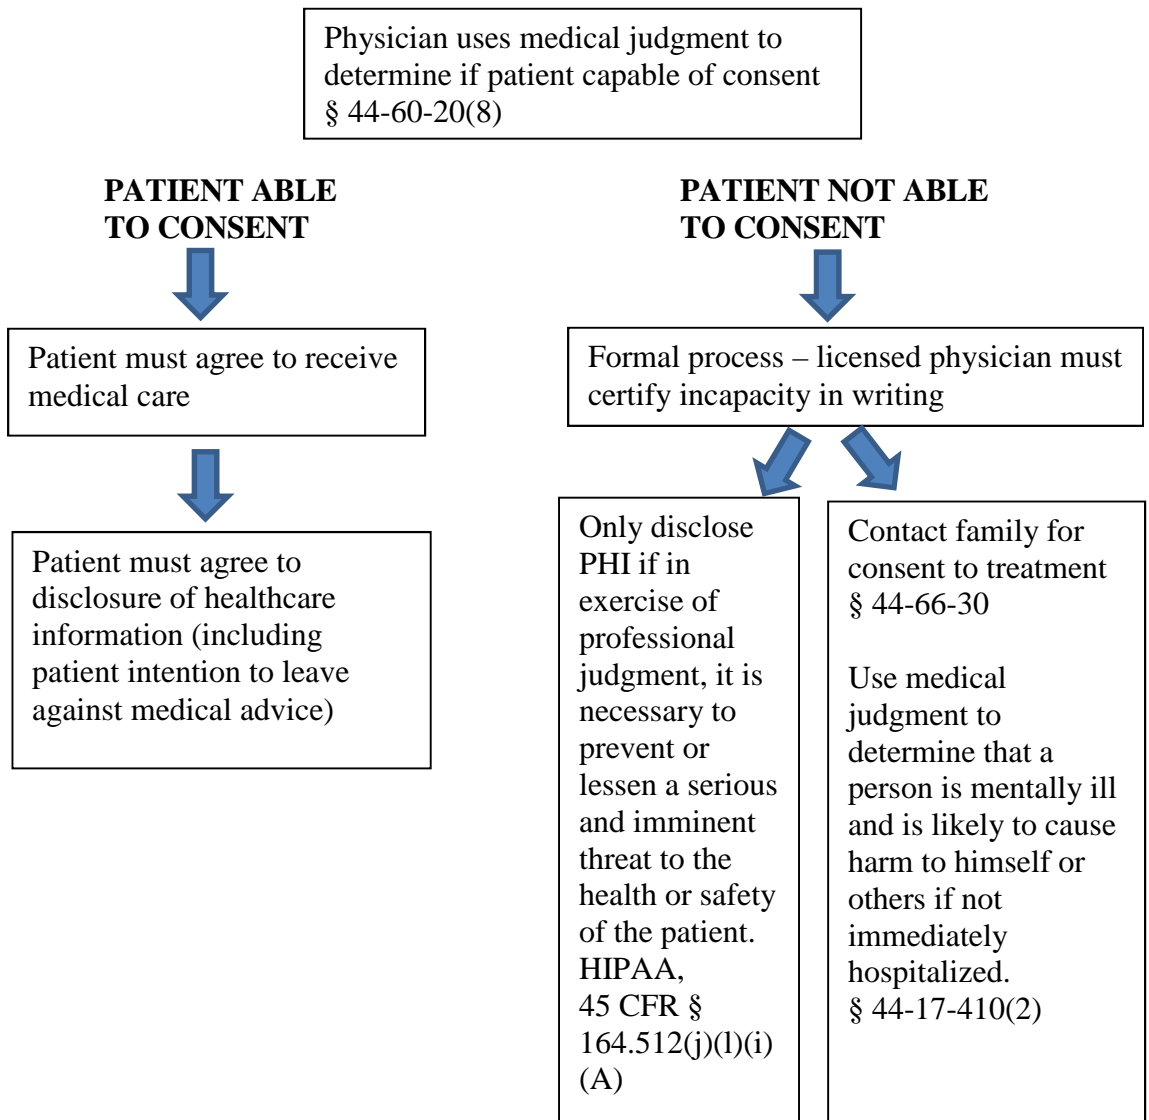 Physician uses medical judgment to
determine if patient capable of consent
§ 44-60-20(8)
PATIENT ABLE
TO CONSENT
PATIENT NOT ABLE
TO CONSENT
Patient must agree to receive
medical care
Formal process – licensed physician must
certify incapacity in writing
Patient must agree to
disclosure of healthcare
information (including
patient intention to leave
against medical advice)
Only disclose
PHI if in
exercise of
professional
judgment, it is
necessary to
prevent or
lessen a serious
and imminent
threat to the
health or safety
of the patient.
HIPAA,
45 CFR §
164.512(j)(l)(i)
(A)
Contact family for
consent to treatment
§ 44-66-30
Use medical
judgment to
determine that a
person is mentally ill
and is likely to cause
harm to himself or
others if not
immediately
hospitalized.
§ 44-17-410(2)